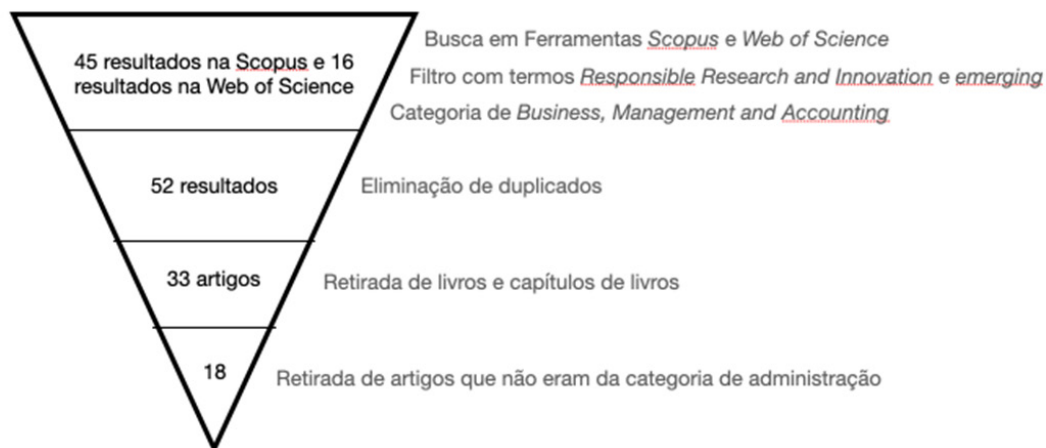 45 resultados na Scopus e 16
resultados na Web of Science
Busca em Ferramentas Scopus e Web of Science
Filtro com termos Responsible Research and Innovation e emerging
Categoria de Business, Management and Accounting
52 resultados
Eliminação de duplicados
33 artigos
Retirada de livros e capítulos de livros
18
Retirada de artigos que não eram da categoria de administração